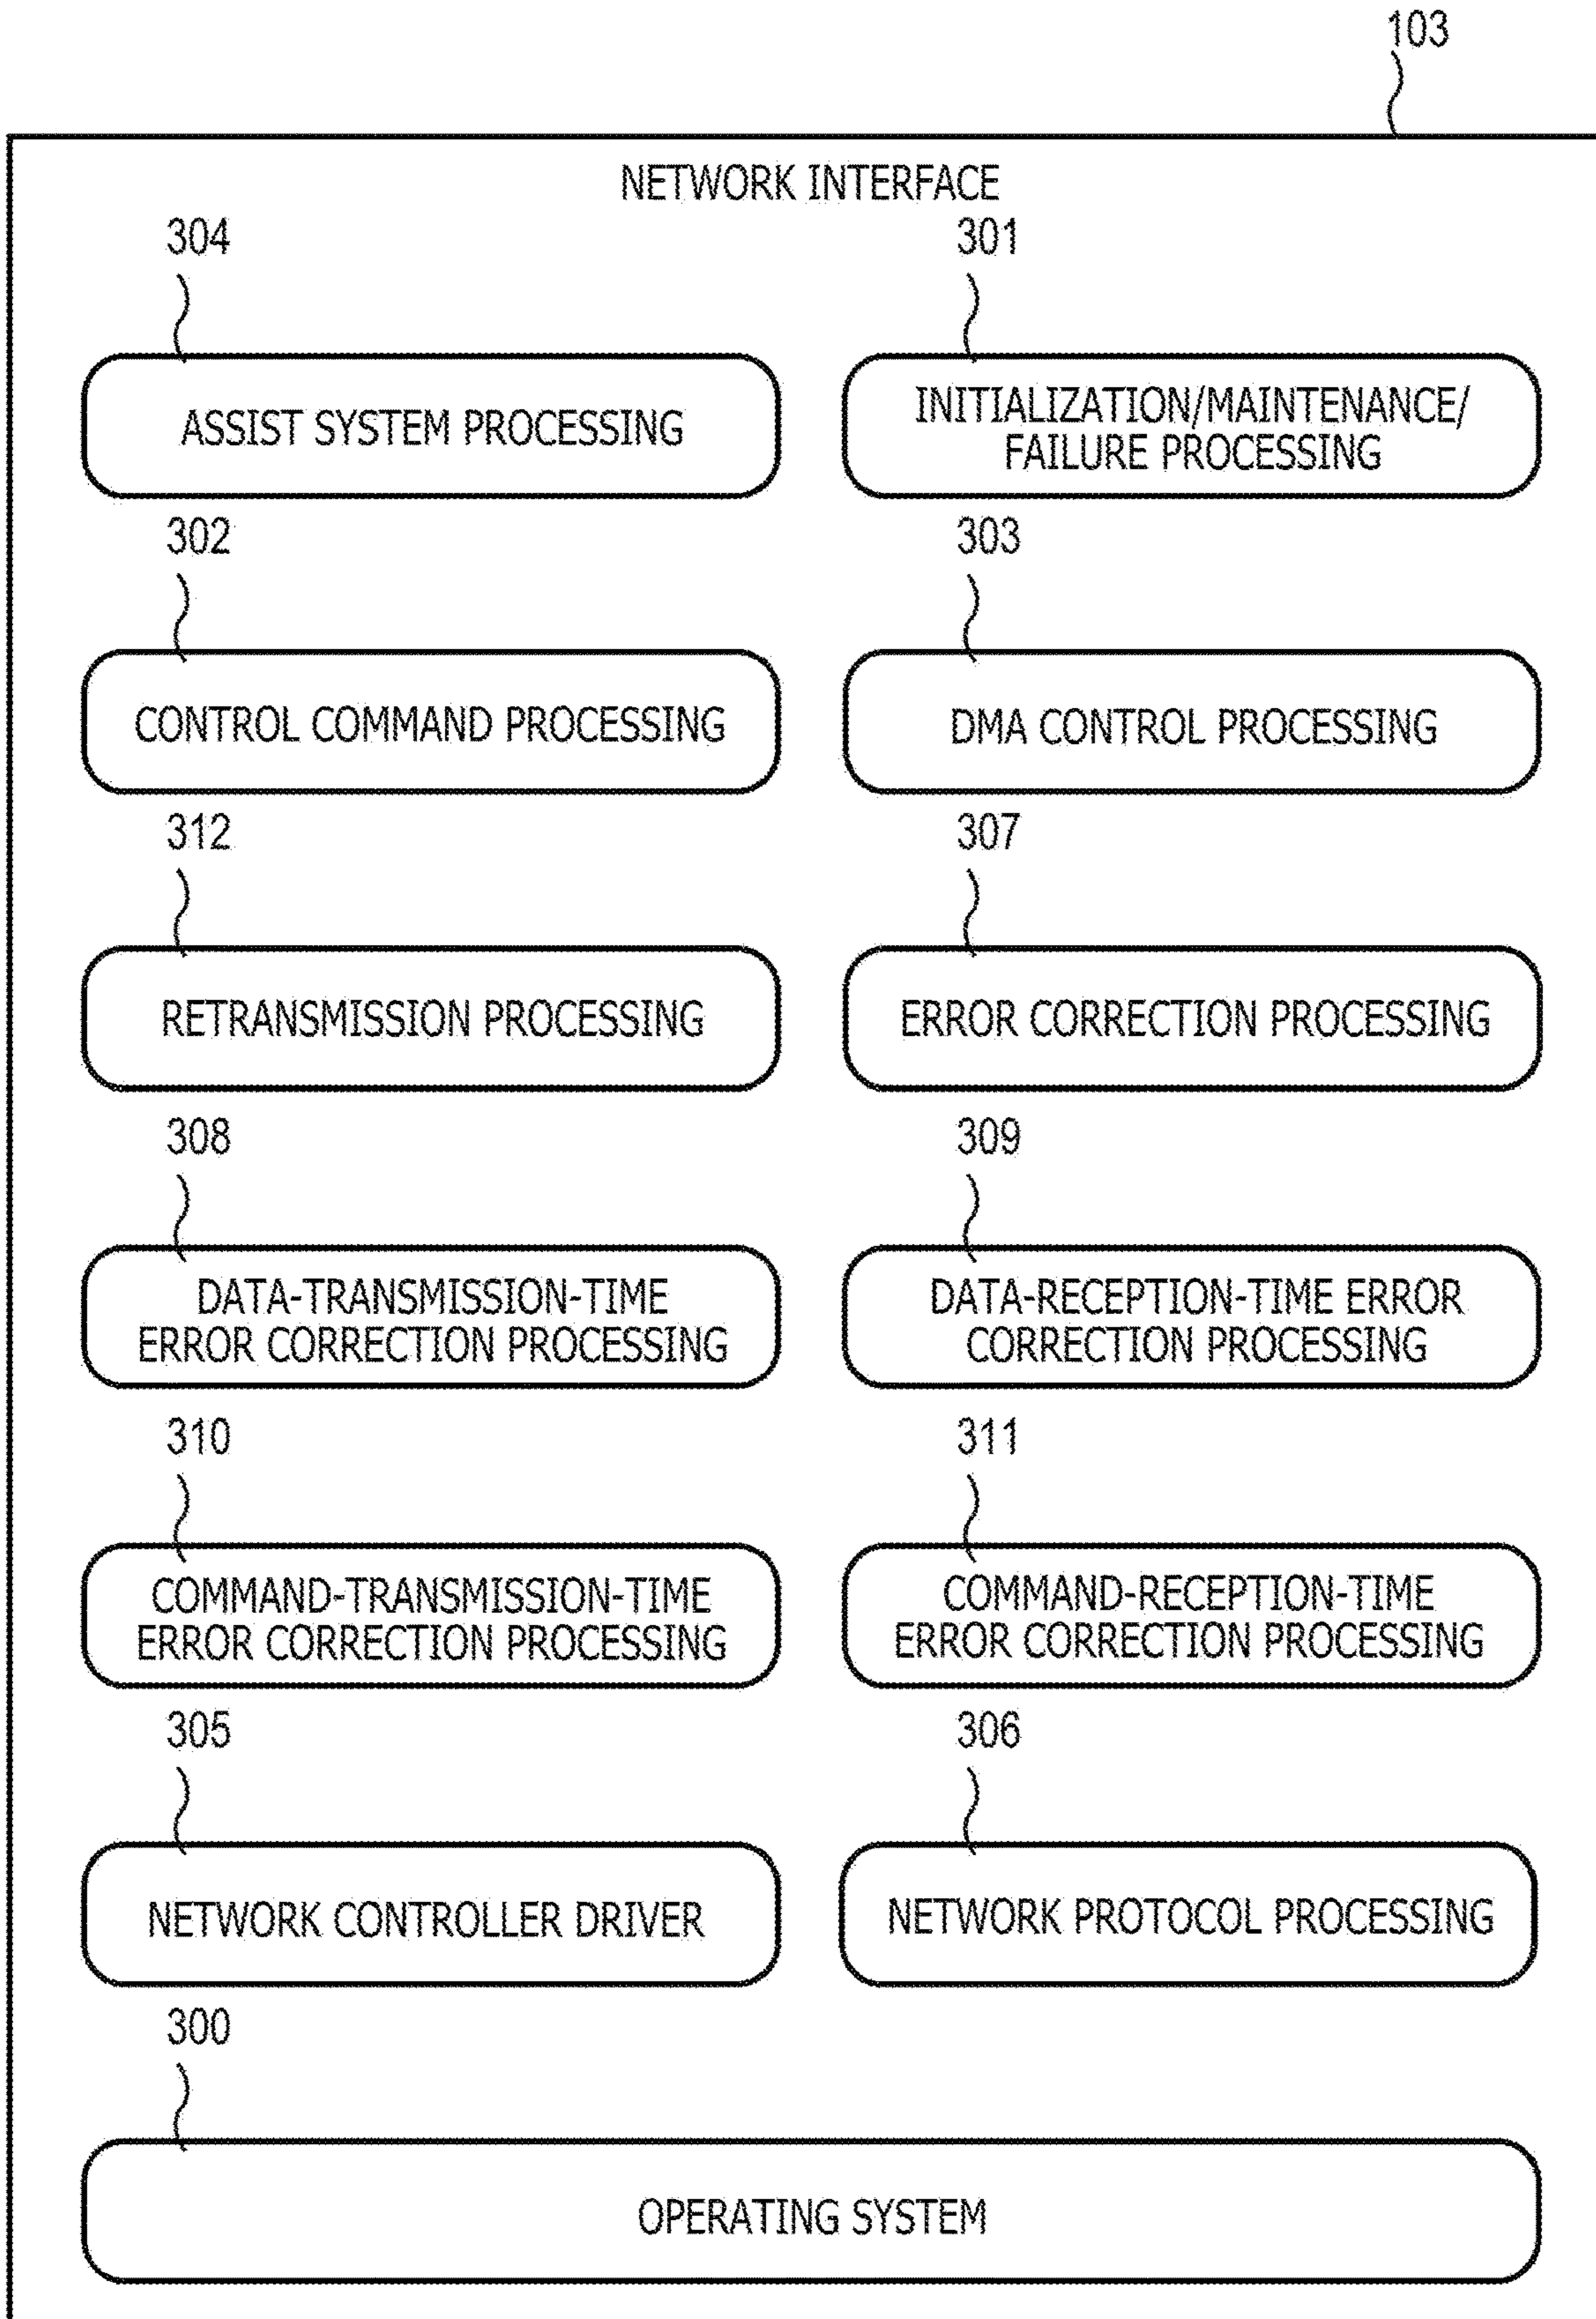 103
NETWORK INTERFACE
304
301
ASSIST SYSTEM PROCESSING
INITIALIZATION/MAINTENANCE/
FAILURE PROCESSING
302
303
CONTROL COMMAND PROCESSING
DMA CONTROL PROCESSING
312
307
RETRANSMISSION PROCESSING
ERROR CORRECTION PROCESSING
308
309
DATA-TRANSMISSION-TIME
ERROR CORRECTION PROCESSING
DATA-RECEPTION-TIME ERROR
CORRECTION PROCESSING
310
311
COMMAND-TRANSMISSION-TIME
ERROR CORRECTION PROCESSING
COMMAND-RECEPTION-TIME
ERROR CORRECTION PROCESSING
305
306
NETWORK CONTROLLER DRIVER
NETWORK PROTOCOL PROCESSING
300
OPERATING SYSTEM